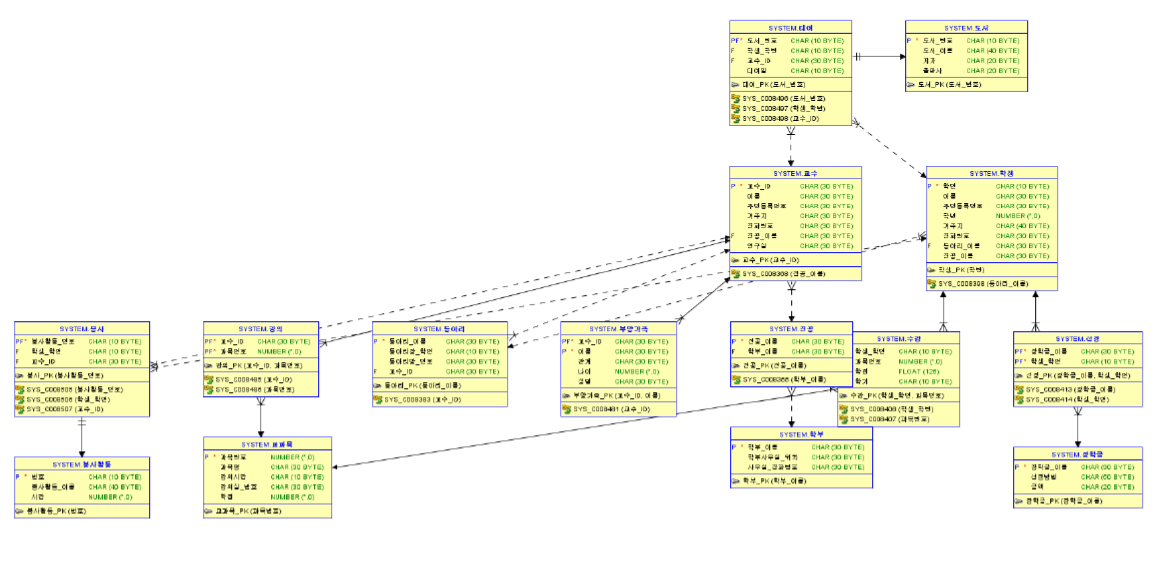 SYSTEM.대여
PF* 도서_번호 CHAR (10 BYTE)
F 학생_학번 CHAR (10 BYTE)
F 교수_ID CHAR (30 BYTE)
대여일 CHAR (10 BYTE)
대여_PK (도서_번호)
SYS_C008496 (도서_번호)
SYS_C008497 (학생_학번)
SYS_C008498 (교수_ID)
SYSTEM.도서
P * 도서_번호 CHAR (10 BYTE)
도서_이름 CHAR (40 BYTE)
저자 CHAR (20 BYTE)
출판사 CHAR (20 BYTE)
도서_PK (도서_번호)
SYSTEM.교수
P * 교수_ID CHAR (30 BYTE)
이름 CHAR (30 BYTE)
주민등록번호 CHAR (30 BYTE)
거주지 CHAR (30 BYTE)
전화번호 CHAR (30 BYTE)
F 전공_이름 CHAR (30 BYTE)
연구실 CHAR (30 BYTE)
교수_PK (교수_ID)
SYS_C008368 (전공_이름)
SYSTEM.학생
P * 학번 CHAR (10 BYTE)
이름 CHAR (30 BYTE)
주민등록번호 CHAR (30 BYTE)
학년 NUMBER (*,0)
거주지 CHAR (40 BYTE)
전화번호 CHAR (30 BYTE)
F 동아리_이름 CHAR (30 BYTE)
전공_이름 CHAR (30 BYTE)
학생_PK (학번)
SYS_C008398 (동아리_이름)
SYSTEM.봉사
PF* 봉사활동_번호 CHAR (10 BYTE)
F 학생_학번 CHAR (10 BYTE)
F 교수_ID CHAR (30 BYTE)
봉사_PK (봉사활동_번호)
SYS_C008505 (봉사활동_번호)
SYS_C008506 (학생_학번)
SYS_C008507 (교수_ID)
SYSTEM.강의
PF* 교수_ID CHAR (30 BYTE)
PF* 과목번호 NUMBER (*,0)
강의_PK (교수_ID, 과목번호)
SYS_C008485 (교수_ID)
SYS_C008486 (과목번호)
SYSTEM.동아리
P * 동아리_이름 CHAR (30 BYTE)
동아리장_학번 CHAR (10 BYTE)
동아리방_번호 CHAR (30 BYTE)
F 교수_ID CHAR (30 BYTE)
동아리_PK (동아리_이름)
SYS_C008383 (교수_ID)
SYSTEM.부양가족
PF* 교수_ID CHAR (30 BYTE)
P * 이름 CHAR (30 BYTE)
관계 CHAR (30 BYTE)
나이 NUMBER (*,0)
성별 CHAR (30 BYTE)
부양가족_PK (교수_ID, 이름)
SYS_C008481 (교수_ID)
SYSTEM.전공
P * 전공_이름 CHAR (30 BYTE)
F 학부_이름 CHAR (30 BYTE)
전공_PK (전공_이름)
SYS_C008365 (학부_이름)
SYSTEM.수강
학생_학번 CHAR (10 BYTE)
과목번호 NUMBER (*,0)
학점 FLOAT (126)
학기 CHAR (10 BYTE)
수강_PK (학생_학번, 과목번호)
SYS_C008406 (학생_학번)
SYS_C008407 (과목번호)
SYSTEM.선정
PF* 장학금_이름 CHAR (30 BYTE)
PF* 학생_학번 CHAR (10 BYTE)
선정_PK (장학금_이름, 학생_학번)
SYS_C008413 (장학금_이름)
SYS_C008414 (학생_학번)
SYSTEM.봉사활동
P * 번호 CHAR (10 BYTE)
봉사활동_이름 CHAR (40 BYTE)
시간 NUMBER (*,0)
봉사활동_PK (번호)
SYSTEM.교과목
P * 과목번호 NUMBER (*,0)
과목명 CHAR (30 BYTE)
강의시간 CHAR (10 BYTE)
강의실_번호 CHAR (30 BYTE)
학점 NUMBER (*,0)
교과목_PK (과목번호)
SYSTEM.학부
P * 학부_이름 CHAR (30 BYTE)
학부사무실_위치 CHAR (30 BYTE)
사무실_전화번호 CHAR (30 BYTE)
학부_PK (학부_이름)
SYSTEM.장학금
P * 장학금_이름 CHAR (30 BYTE)
선정방법 CHAR (60 BYTE)
금액 CHAR (20 BYTE)
장학금_PK (장학금_이름)